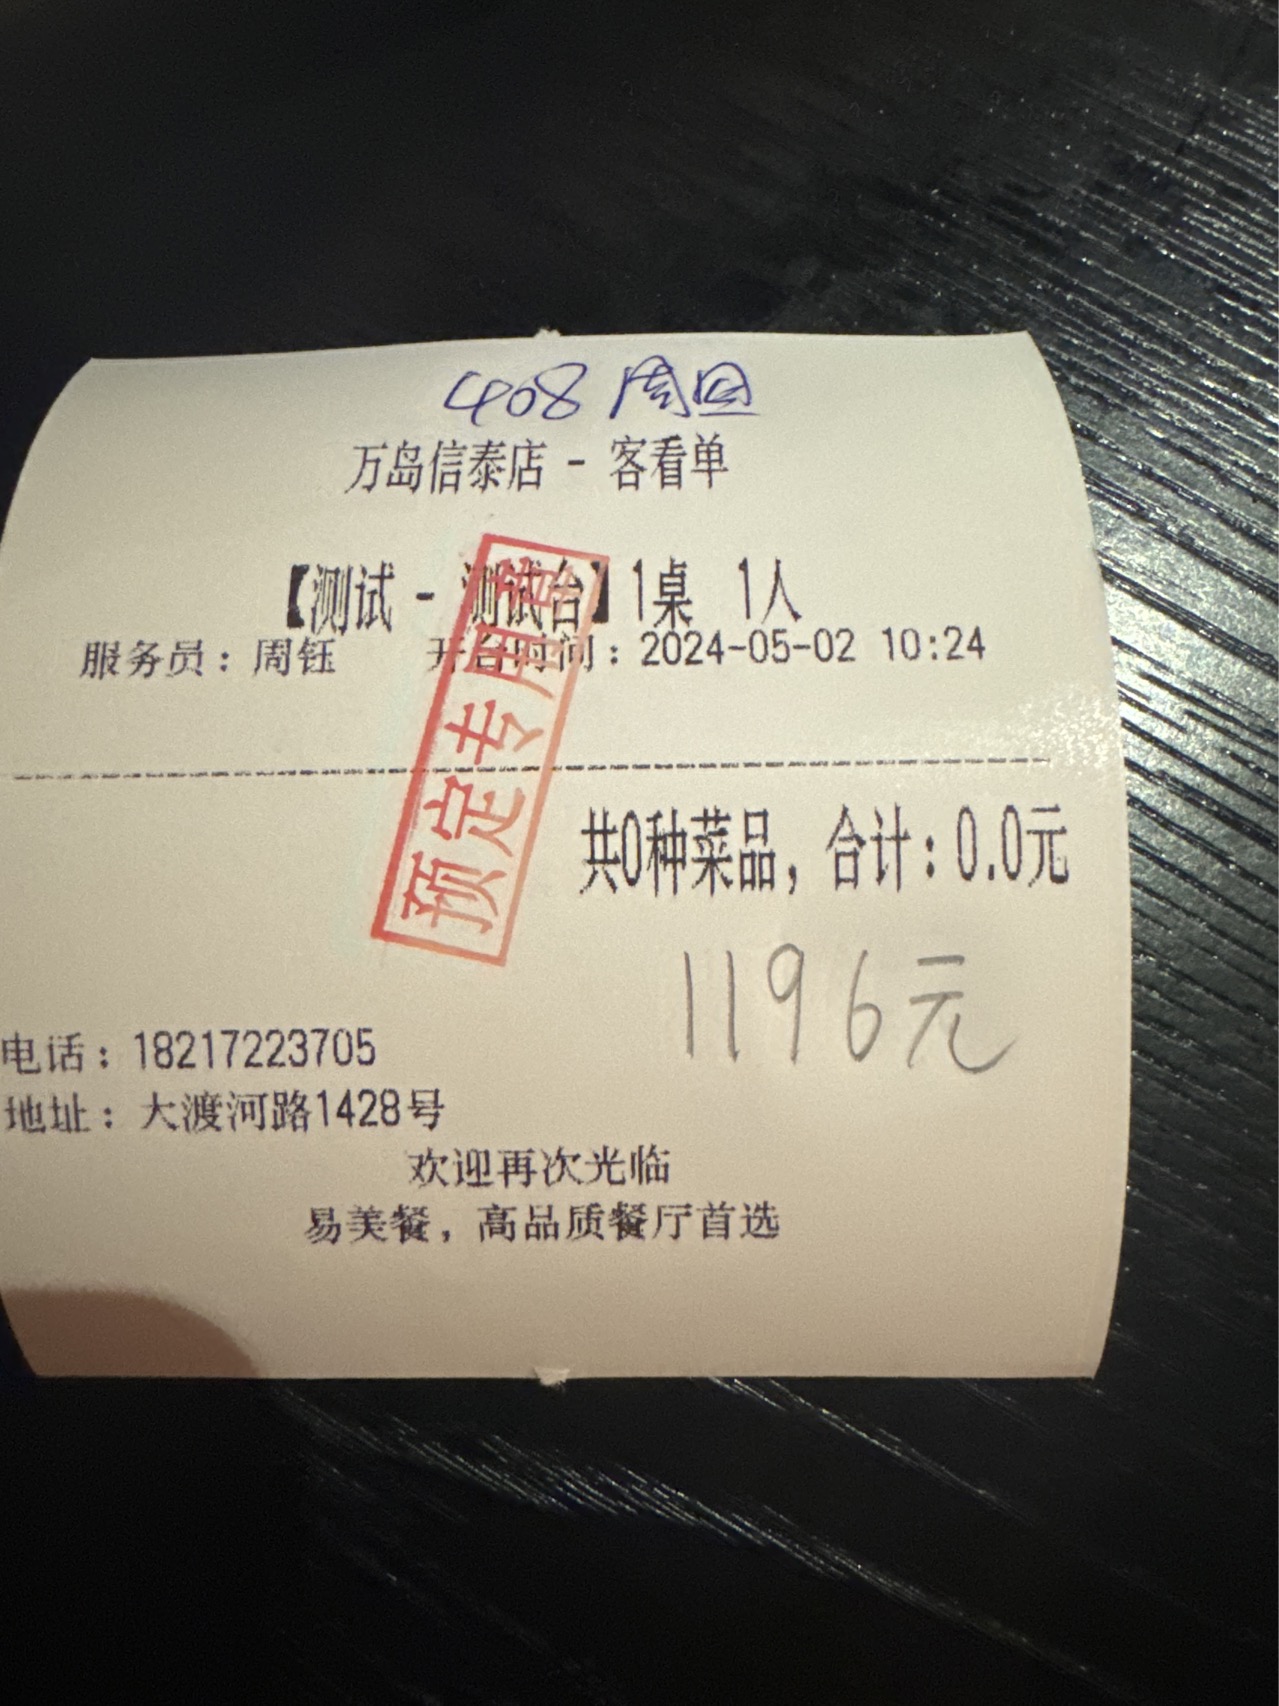 408 周
万岛信泰店 - 客看单
【测试 - 测试台】1桌 1人
服务员：周钰 开台时间：2024-05-02 10:24
预定专用章
共0种菜品，合计：0.0元
1196元
电话：18217223705
地址：大渡河路1428号
欢迎再次光临
易美餐，高品质餐厅首选